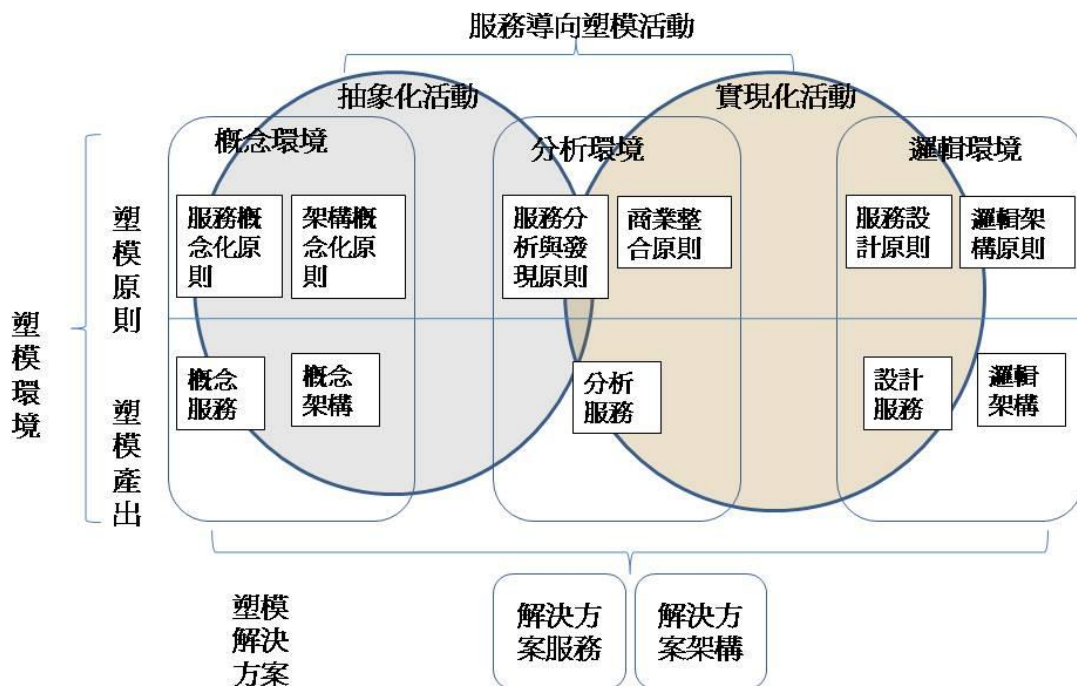 服務導向塑模活動
抽象化活動
實現化活動
概念環境
分析環境
邏輯環境
塑模環境
塑模原則
服務概
念化原
則
架構概
念化原
則
服務分
析與發
現原則
商業整
合原則
服務設
計原則
邏輯架
構原則
塑模產出
概念
服務
概念
架構
分析
服務
設計
服務
邏輯
架構
塑模
解決
方案
解決方
案服務
解決方
案架構